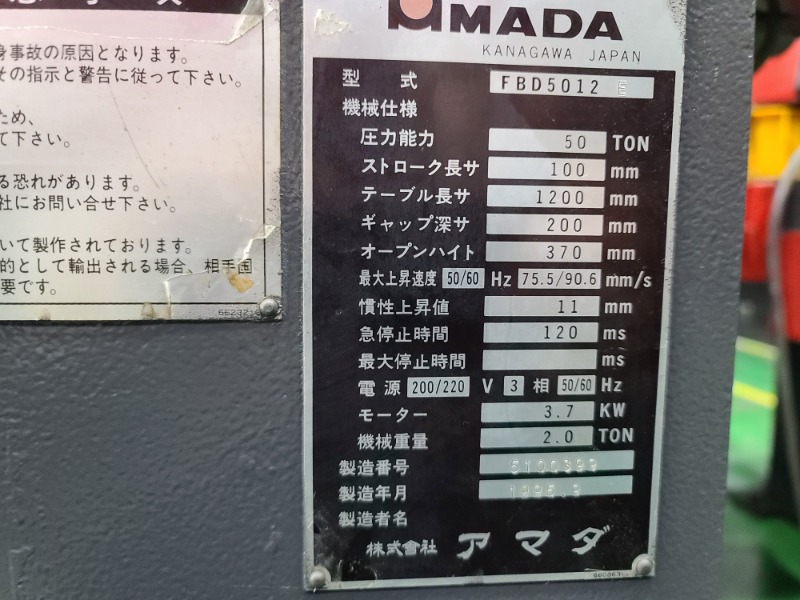 身事故の原因となります。
その指示と警告に従って下さい。
ため、
て下さい。
る恐れがあります。
社にお問い合せ下さい。
いて製作されております。
的として輸出される場合、相手国
要です。
AMADA
KANAGAWA JAPAN
型式 FBD5012 E
機械仕様
圧力能力 50 TON
ストローク長サ 100 mm
テーブル長サ 1200 mm
ギャップ深サ 200 mm
オープンハイト 370 mm
最大上昇速度 50/60 Hz 75.5/90.6 mm/s
慣性上昇値 11 mm
急停止時間 120 ms
最大停止時間 ms
電源 200/220 V 3 相 50/60 Hz
モーター 3.7 KW
機械重量 2.0 TON
製造番号
製造年月
製造者名
株式會社 アマダ